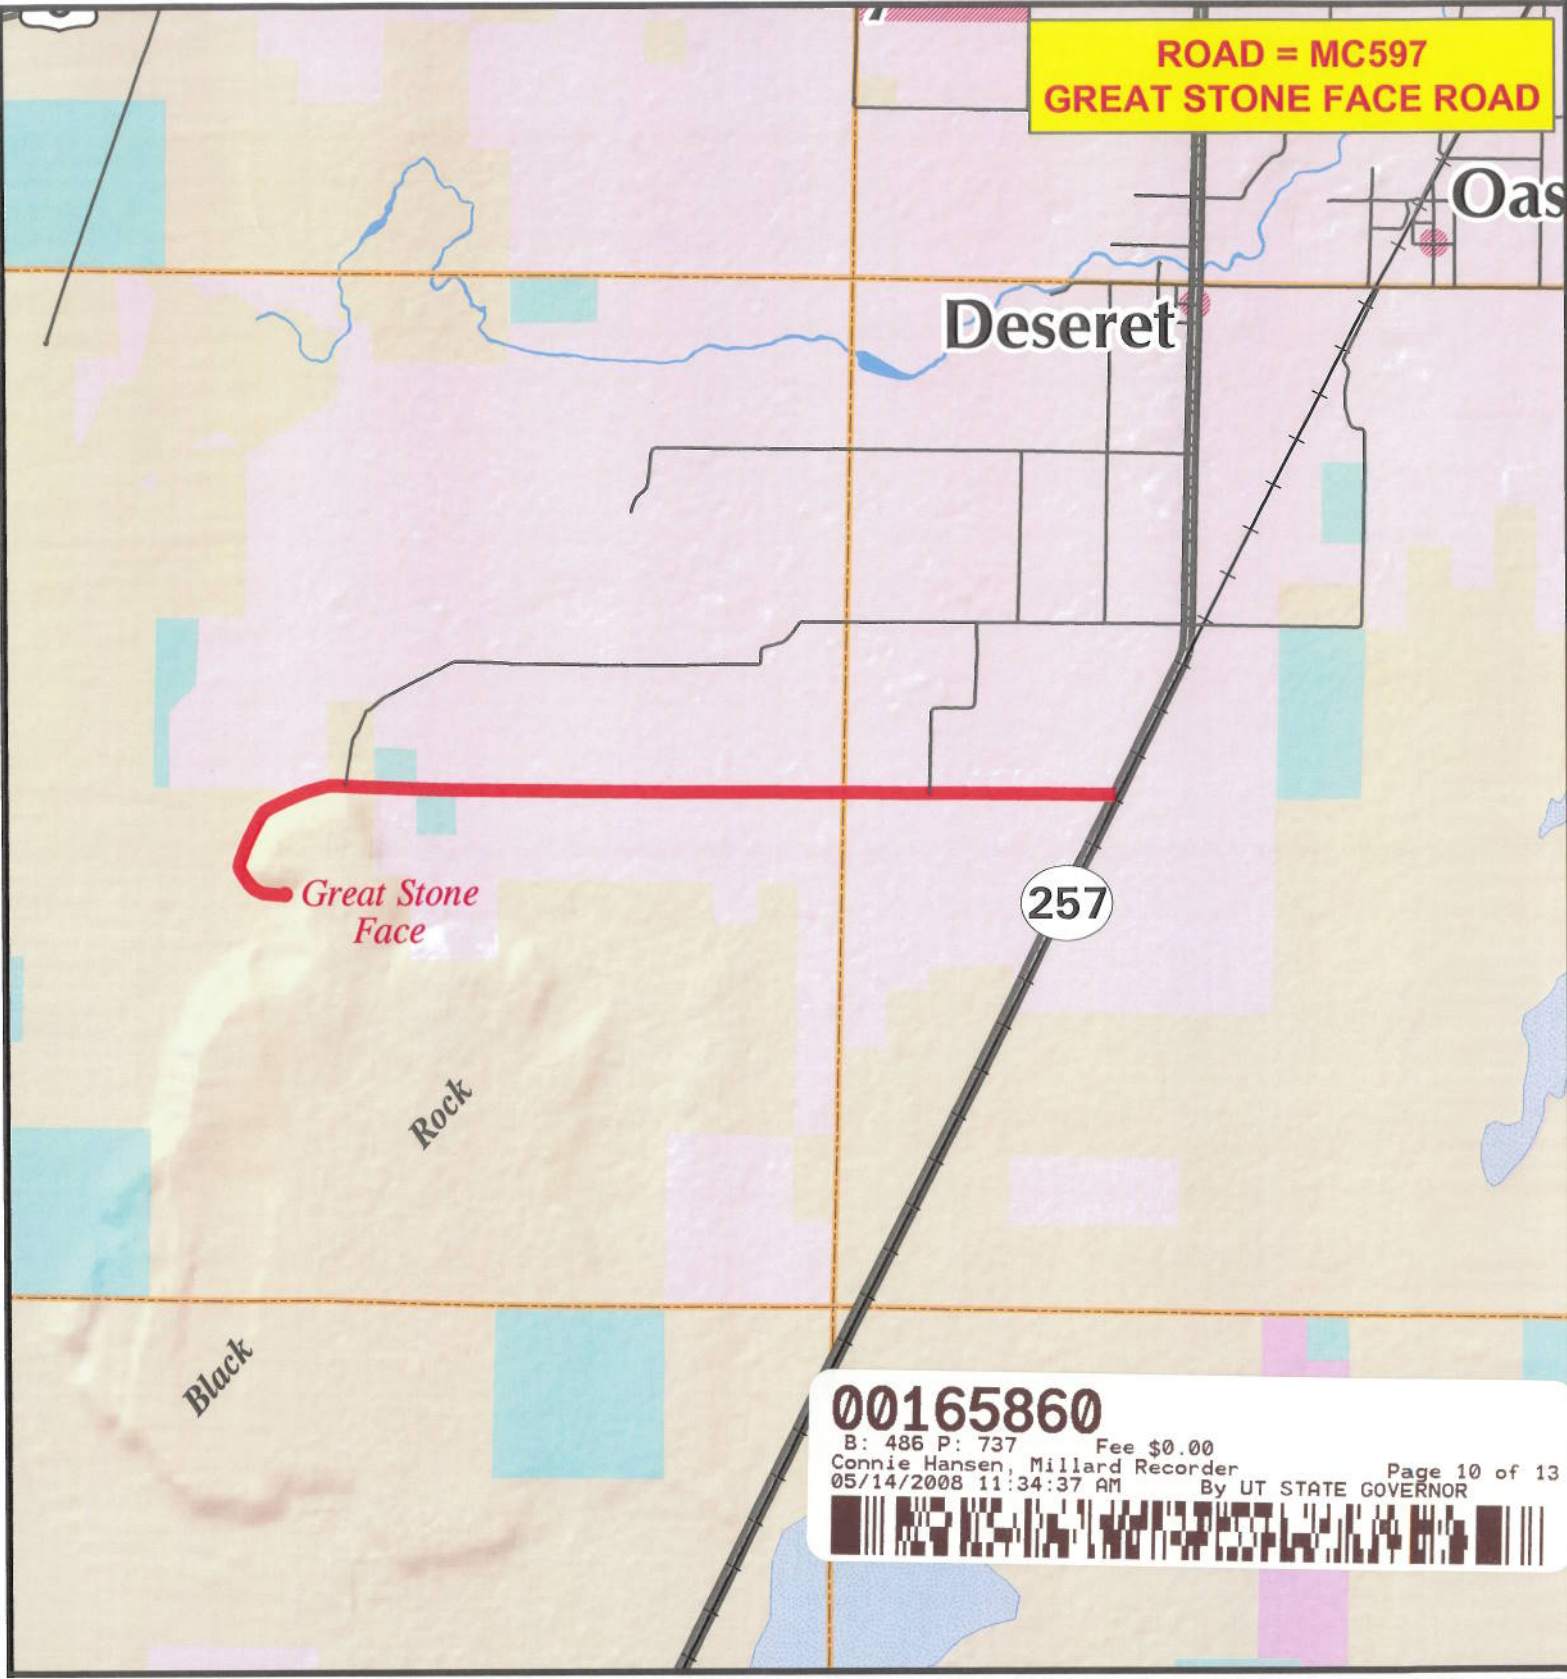 ROAD = MC597
GREAT STONE FACE ROAD
Oas
Deseret
Great Stone
Face
257
Rock
Black
00165860
B: 486 P: 737 Fee $0.00
Connie Hansen, Millard Recorder Page 10 of 13
05/14/2008 11:34:37 AM By UT STATE GOVERNOR